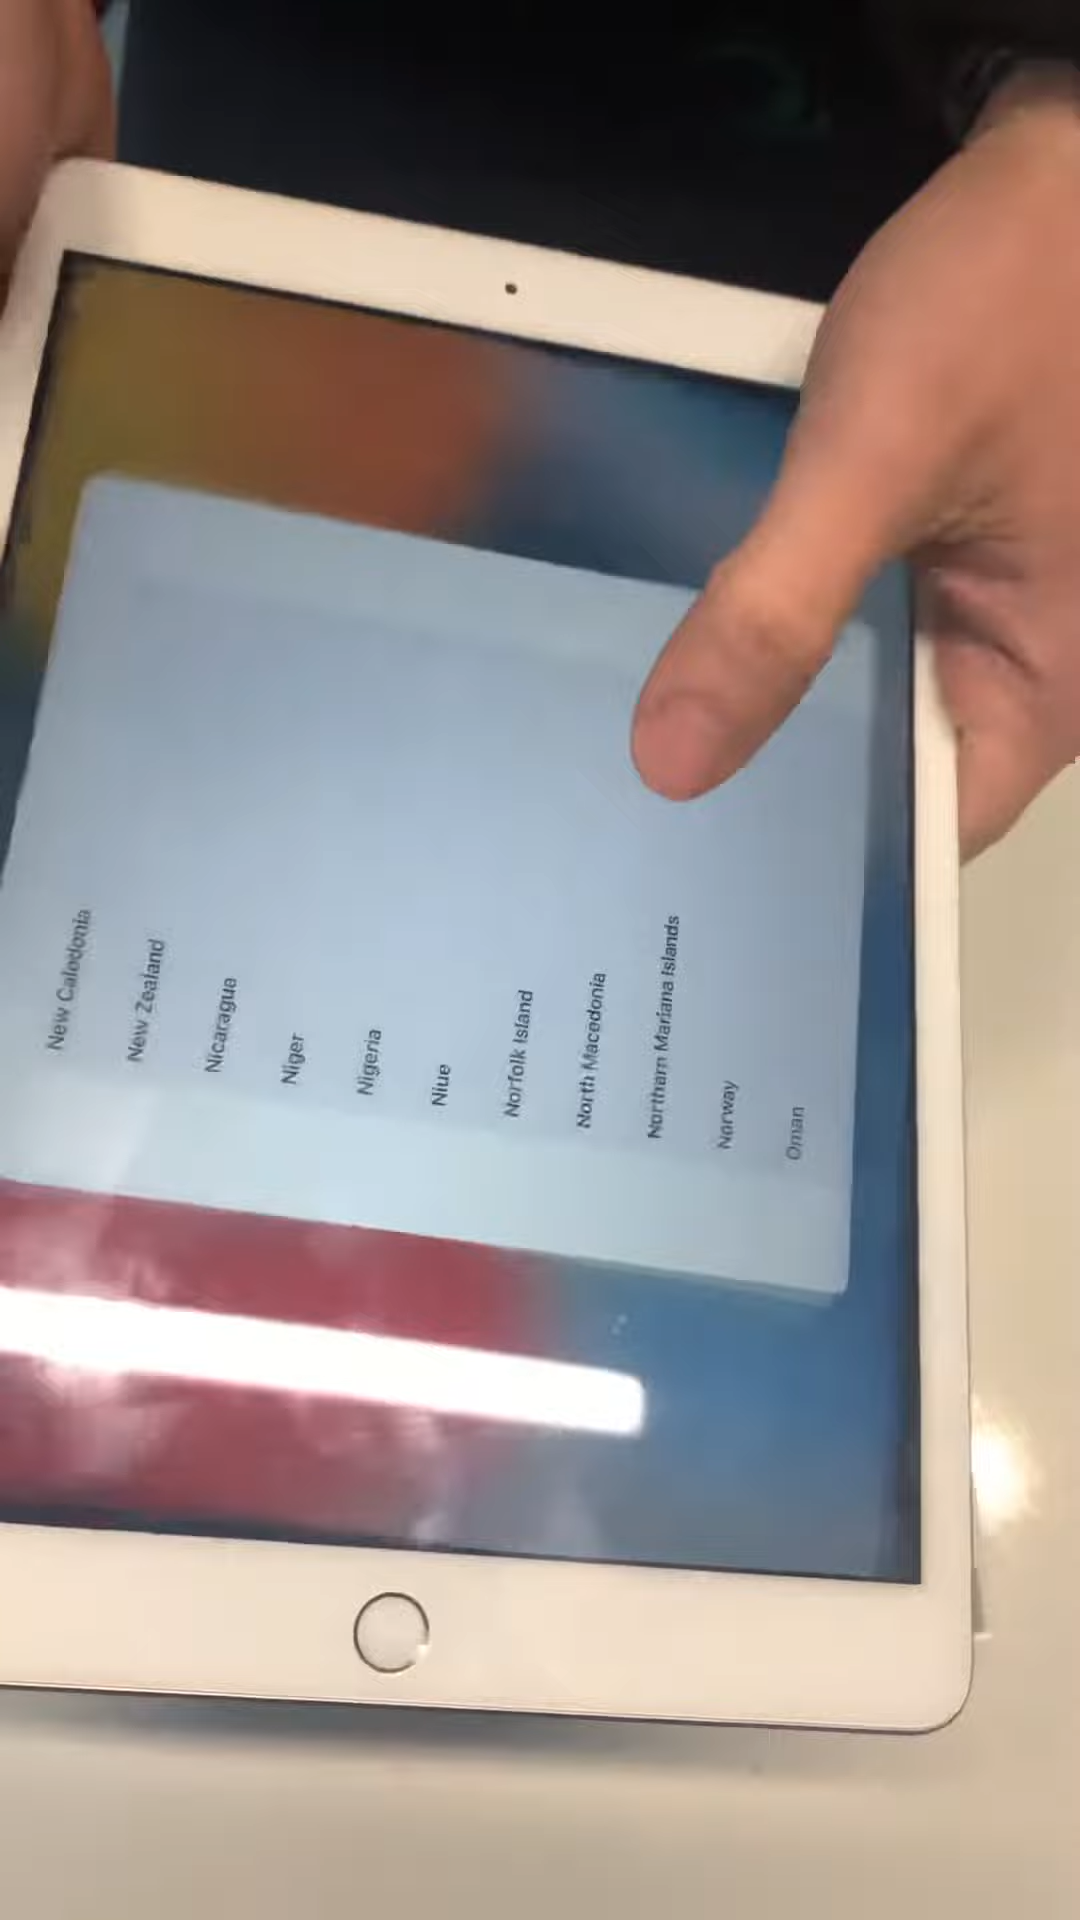 New Caledonia
New Zealand
Nicaragua
Niger
Nigeria
Niue
Norfolk Island
North Macedonia
Northern Mariana Islands
Norway
Oman